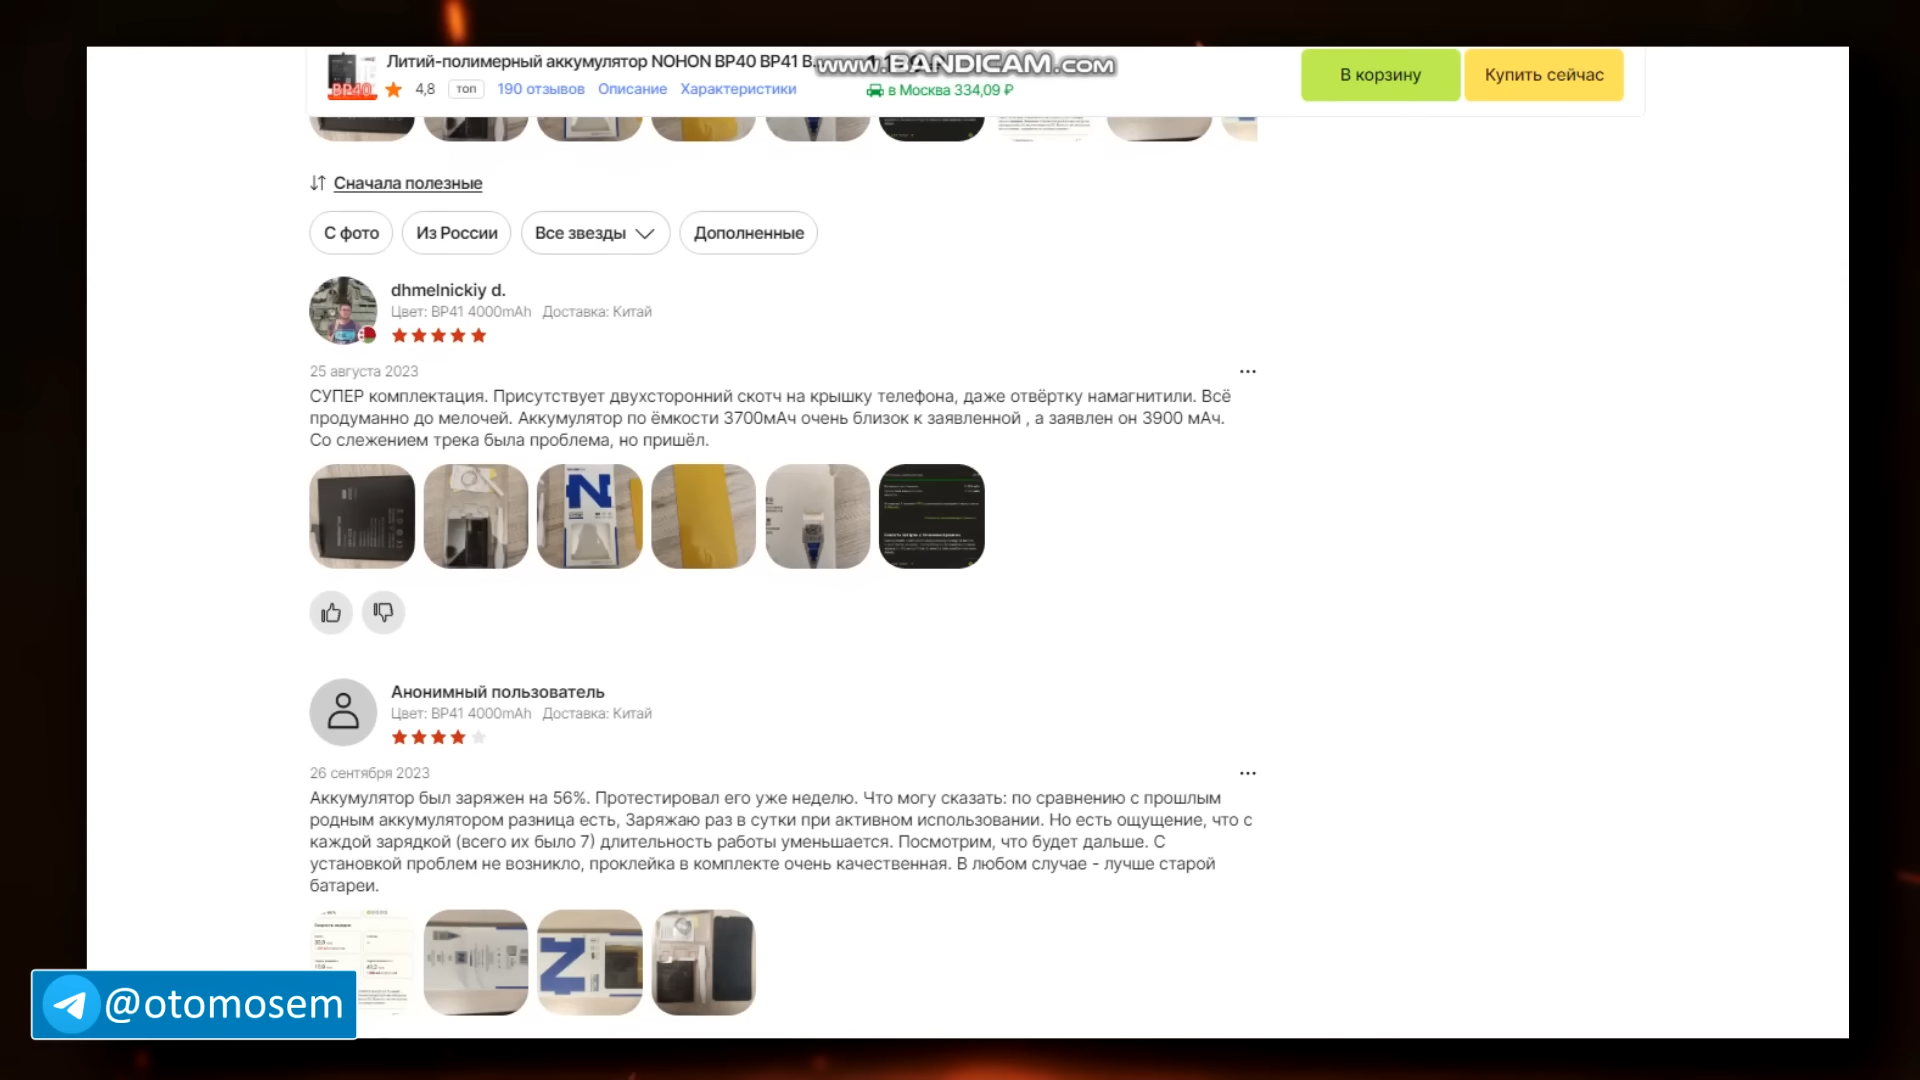 Литий-полимерный аккумулятор NOHON BP40 BP41 B...
www.BANDICAM.com
BP40
4,8
топ
190 отзывов
Описание
Характеристики
в Москва 334,09 ₽
В корзину
Купить сейчас
Сначала полезные
С фото
Из России
Все звезды
Дополненные
dhmelnickiy d.
Цвет: BP41 4000mAh Доставка: Китай
25 августа 2023
СУПЕР комплектация. Присутствует двухсторонний скотч на крышку телефона, даже отвёртку намагнитили. Всё
продуманно до мелочей. Аккумулятор по ёмкости 3700мАч очень близок к заявленной , а заявлен он 3900 мАч.
Со слежением трека была проблема, но пришёл.
Анонимный пользователь
Цвет: BP41 4000mAh Доставка: Китай
26 сентября 2023
Аккумулятор был заряжен на 56%. Протестировал его уже неделю. Что могу сказать: по сравнению с прошлым
родным аккумулятором разница есть, Заряжаю раз в сутки при активном использовании. Но есть ощущение, что с
каждой зарядкой (всего их было 7) длительность работы уменьшается. Посмотрим, что будет дальше. С
установкой проблем не возникло, проклейка в комплекте очень качественная. В любом случае - лучше старой
батареи.
@otomosem